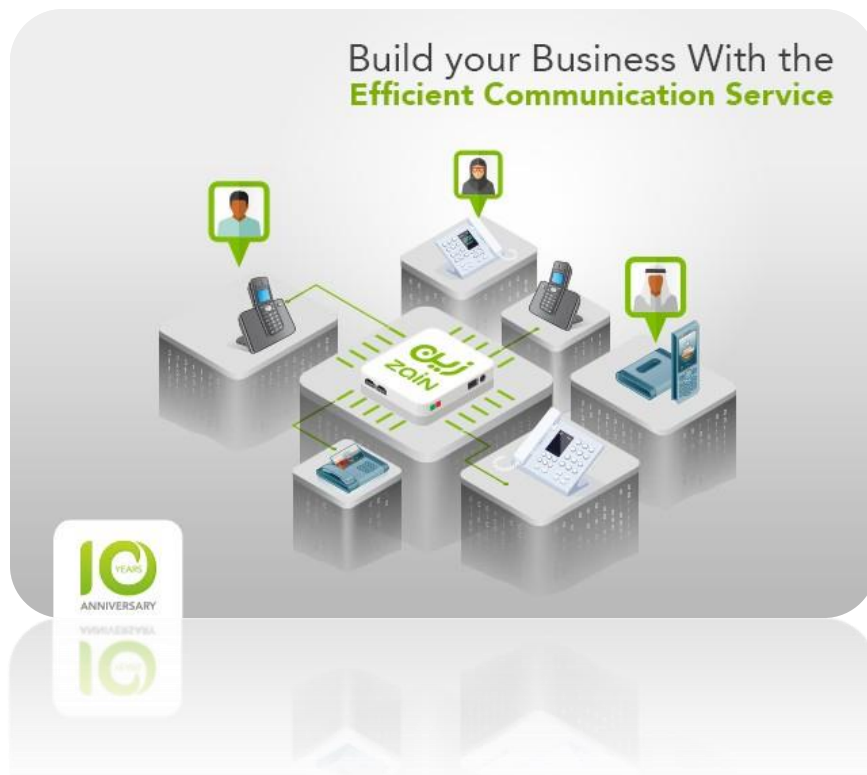 Build your Business With the
Efficient Communication Service
زين
zain
10
YEARS
ANNIVERSARY